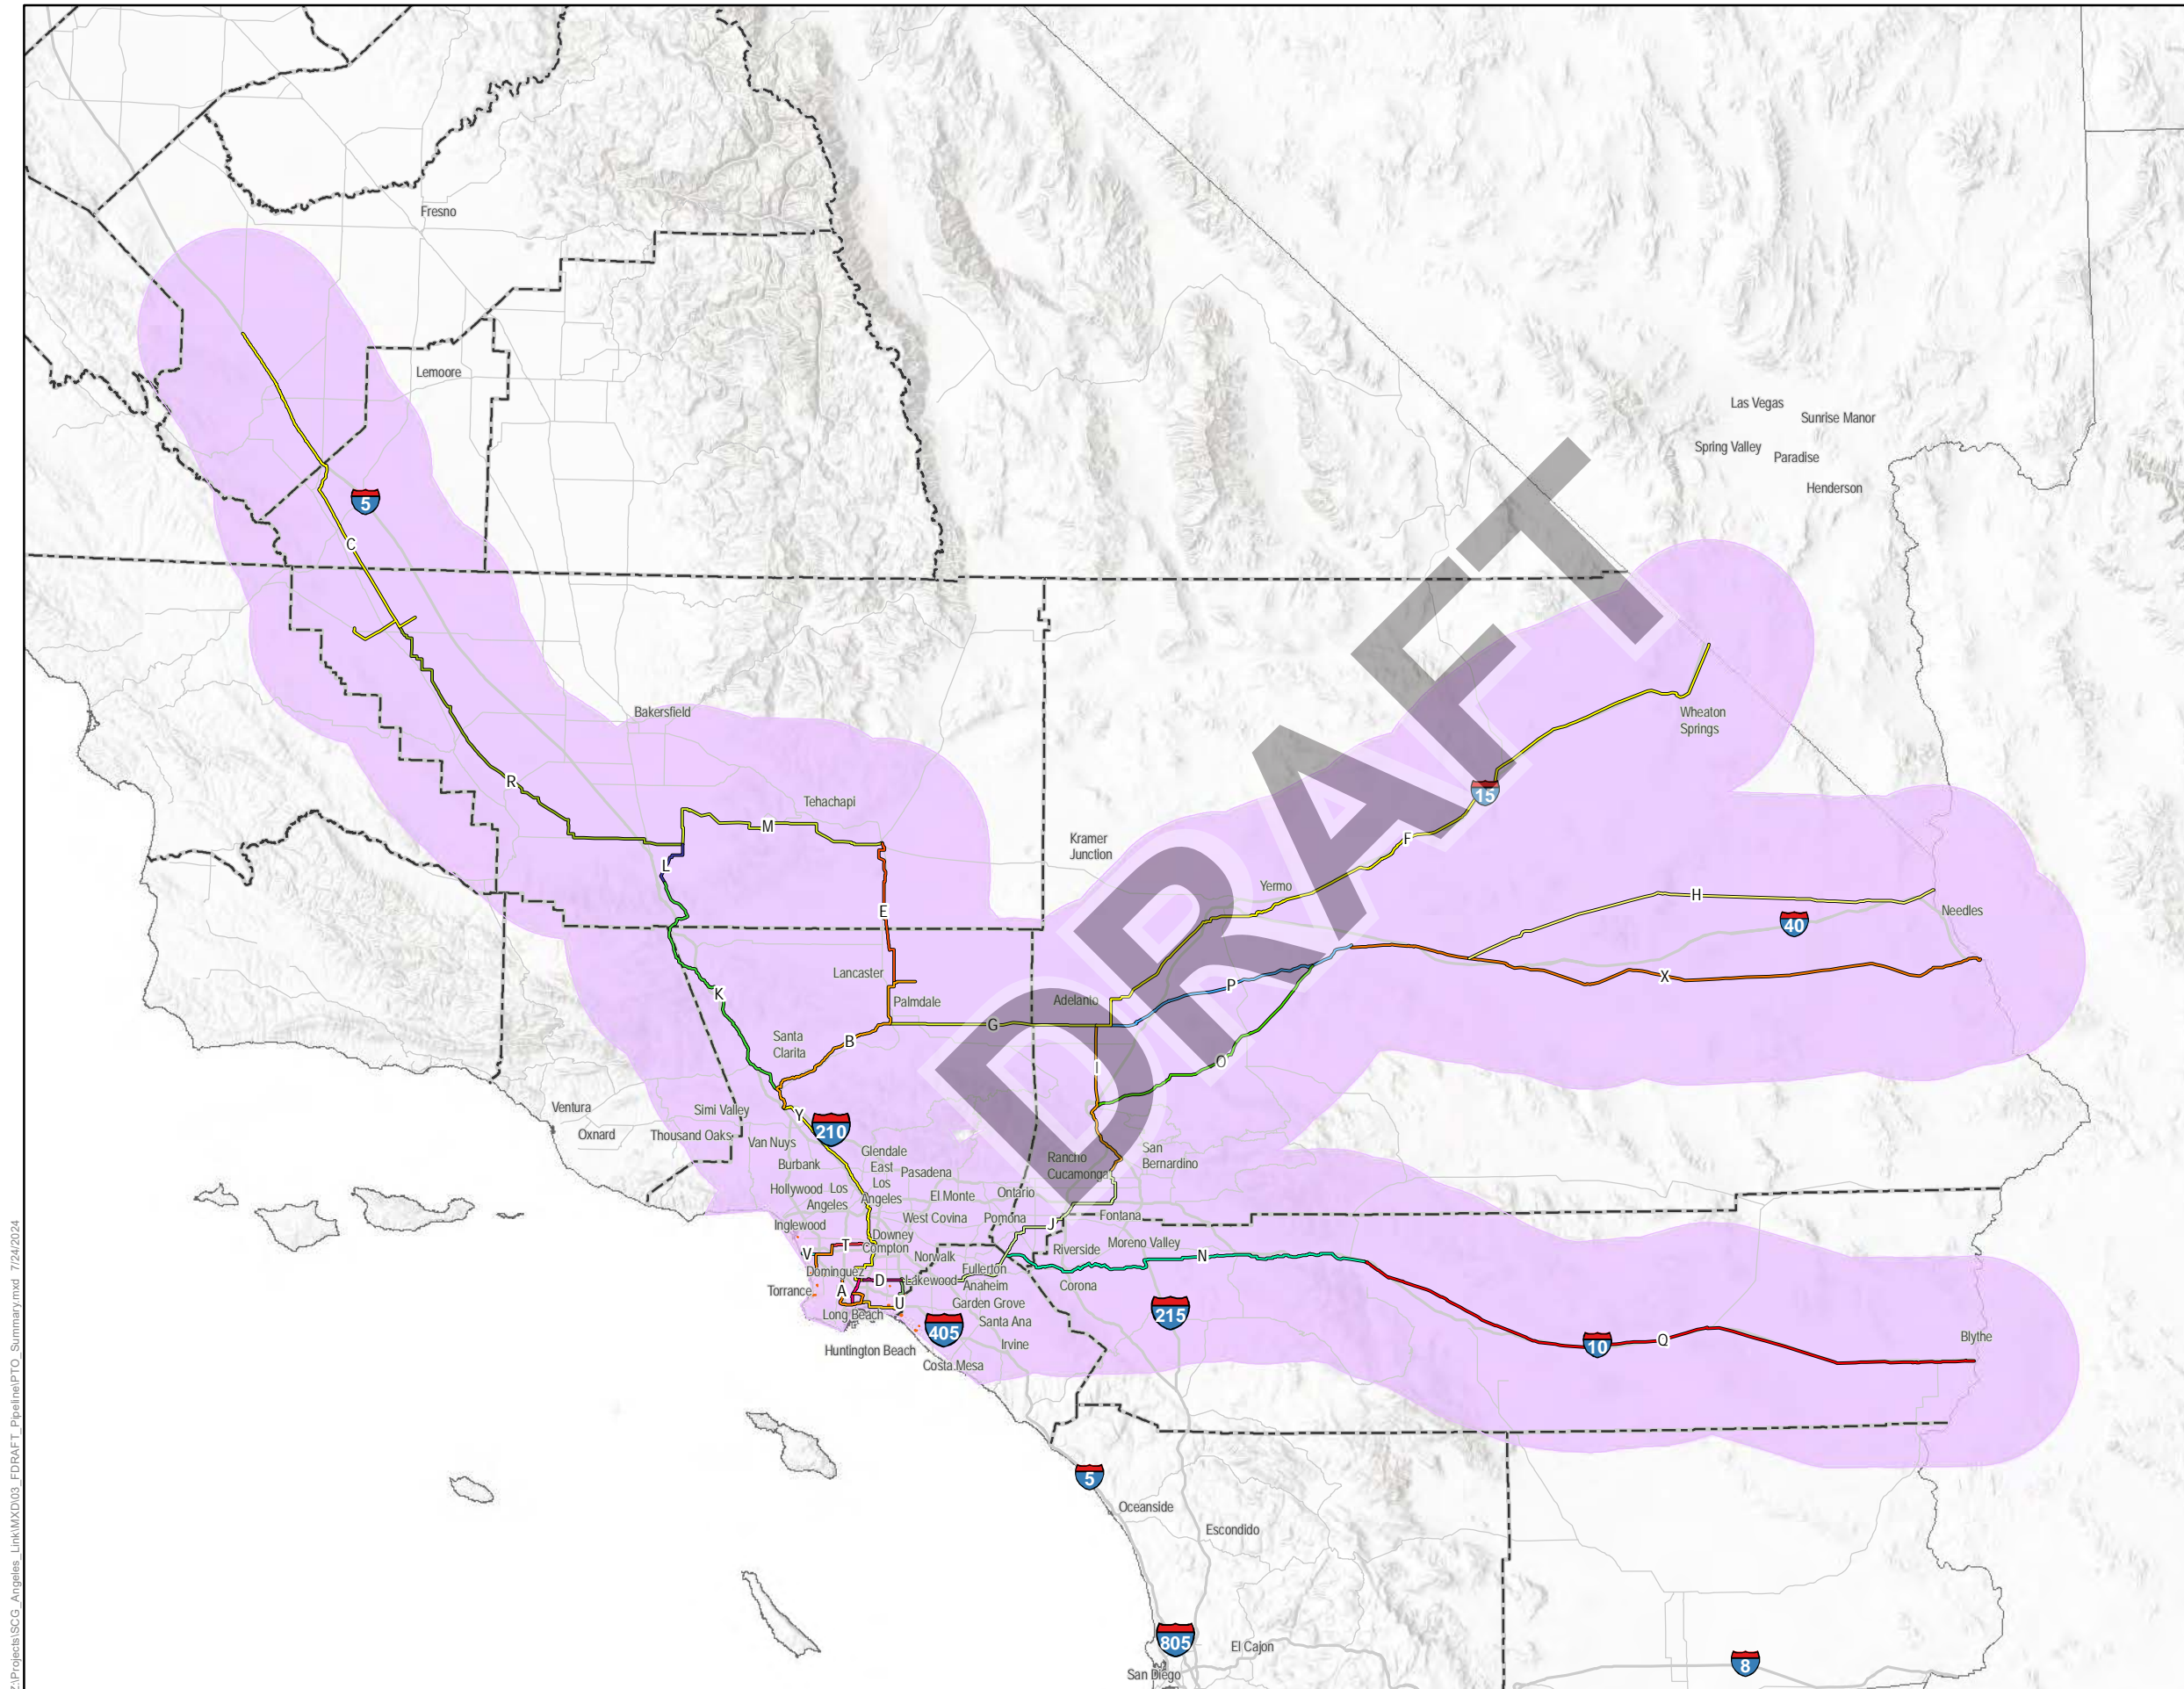 Fresno
Lemoore
Las Vegas
Sunrise Manor
Spring Valley
Paradise
Henderson
5
C
DRAFT
Bakersfield
Wheaton
Springs
R
Tehachapi
M
15
Kramer
Junction
F
L
Yermo
H
E
Needles
40
Lancaster
X
K
P
Palmdale
Adelanto
G
Santa
Clarita
B
O
I
Ventura
Simi Valley
Y
210
Oxnard
Thousand Oaks
Van Nuys
Glendale
San
Bernardino
Burbank
East
Los
Angeles
Pasadena
Rancho
Cucamonga
Hollywood
Los
Angeles
El Monte
Ontario
Inglewood
West Covina
Pomona
J
Fontana
Downey
T
Compton
V
Norwalk
Riverside
Moreno Valley
N
Dominguez
D
Lakewood
Fullerton
Anaheim
Corona
Torrance
A
U
Garden Grove
Long Beach
Santa Ana
405
215
10
Q
Blythe
Irvine
Huntington Beach
Costa Mesa
5
Oceanside
Escondido
805
El Cajon
San Diego
8
Z:\Projects\SCG_Angeles_Link\MXD\03_FDRAFT_Pipeline\PTO_Summary.mxd 7/24/2024